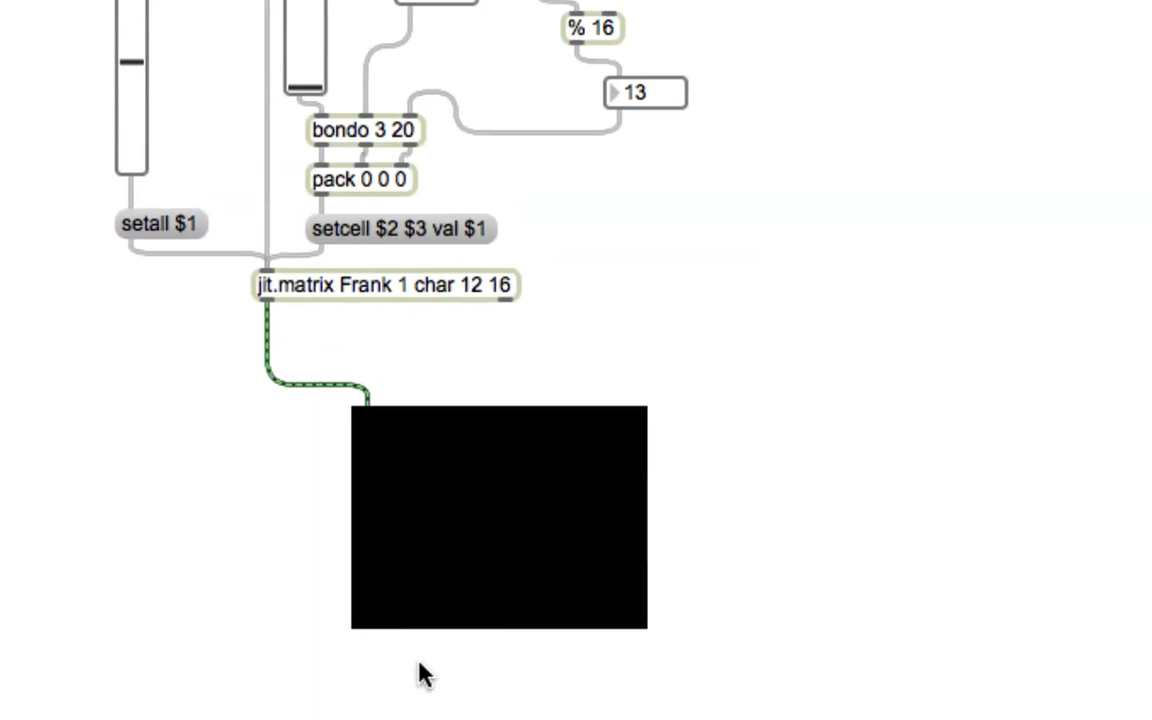 % 16
13
bondo 3 20
pack 0 0 0
setall $1
setcell $2 $3 val $1
jit.matrix Frank 1 char 12 16